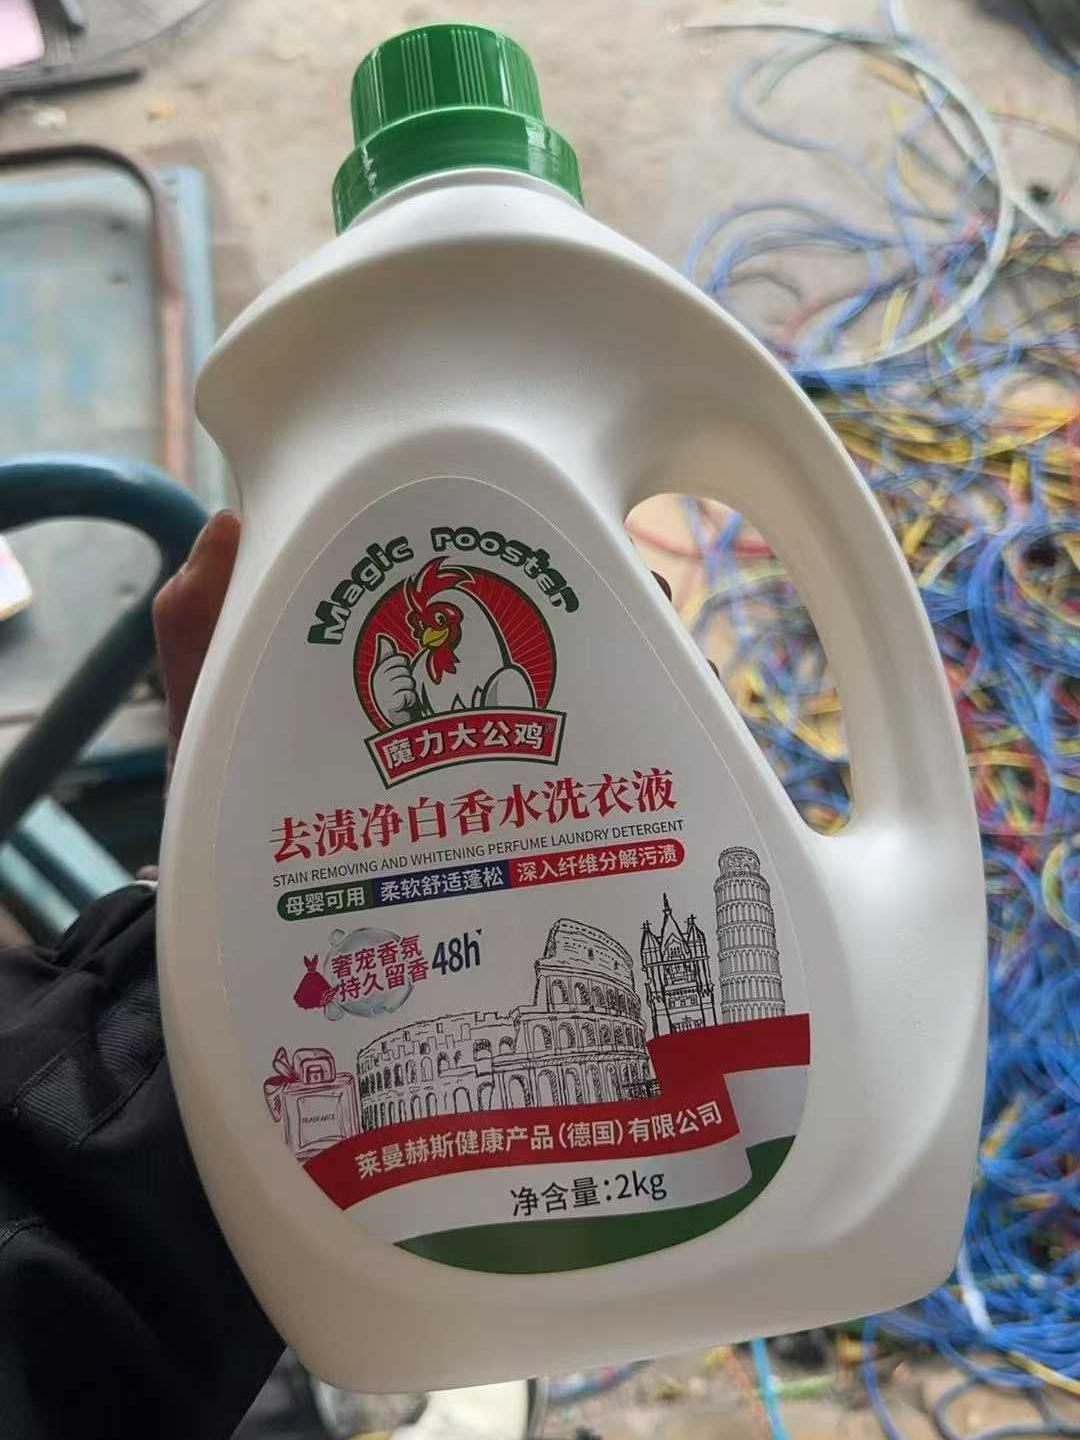 Magic rooster
魔力大公鸡®
去渍净白香水洗衣液
STAIN REMOVING AND WHITENING PERFUME LAUNDRY DETERGENT
母婴可用 柔软舒适蓬松 深入纤维分解污渍
奢宠香氛
持久留香 48h
FRAGRANCE
莱曼赫斯健康产品(德国)有限公司
净含量:2kg